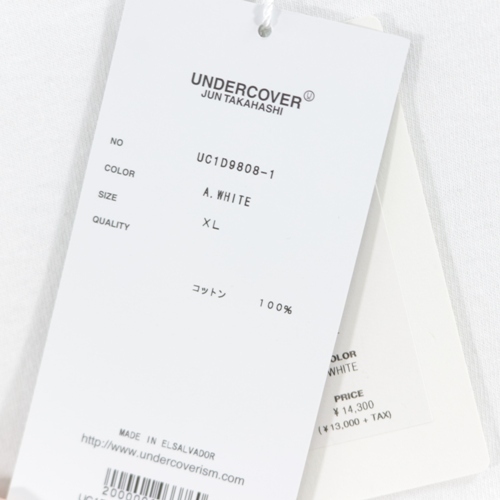 UNDERCOVER
JUN TAKAHASHI
NO UC1D9808-1
COLOR A.WHITE
SIZE XL
QUALITY
コットン 100%
MADE IN ELSALVADOR
http://www.undercoverism.com
WHITE
PRICE
¥ 14,300
(¥13,000 + TAX)